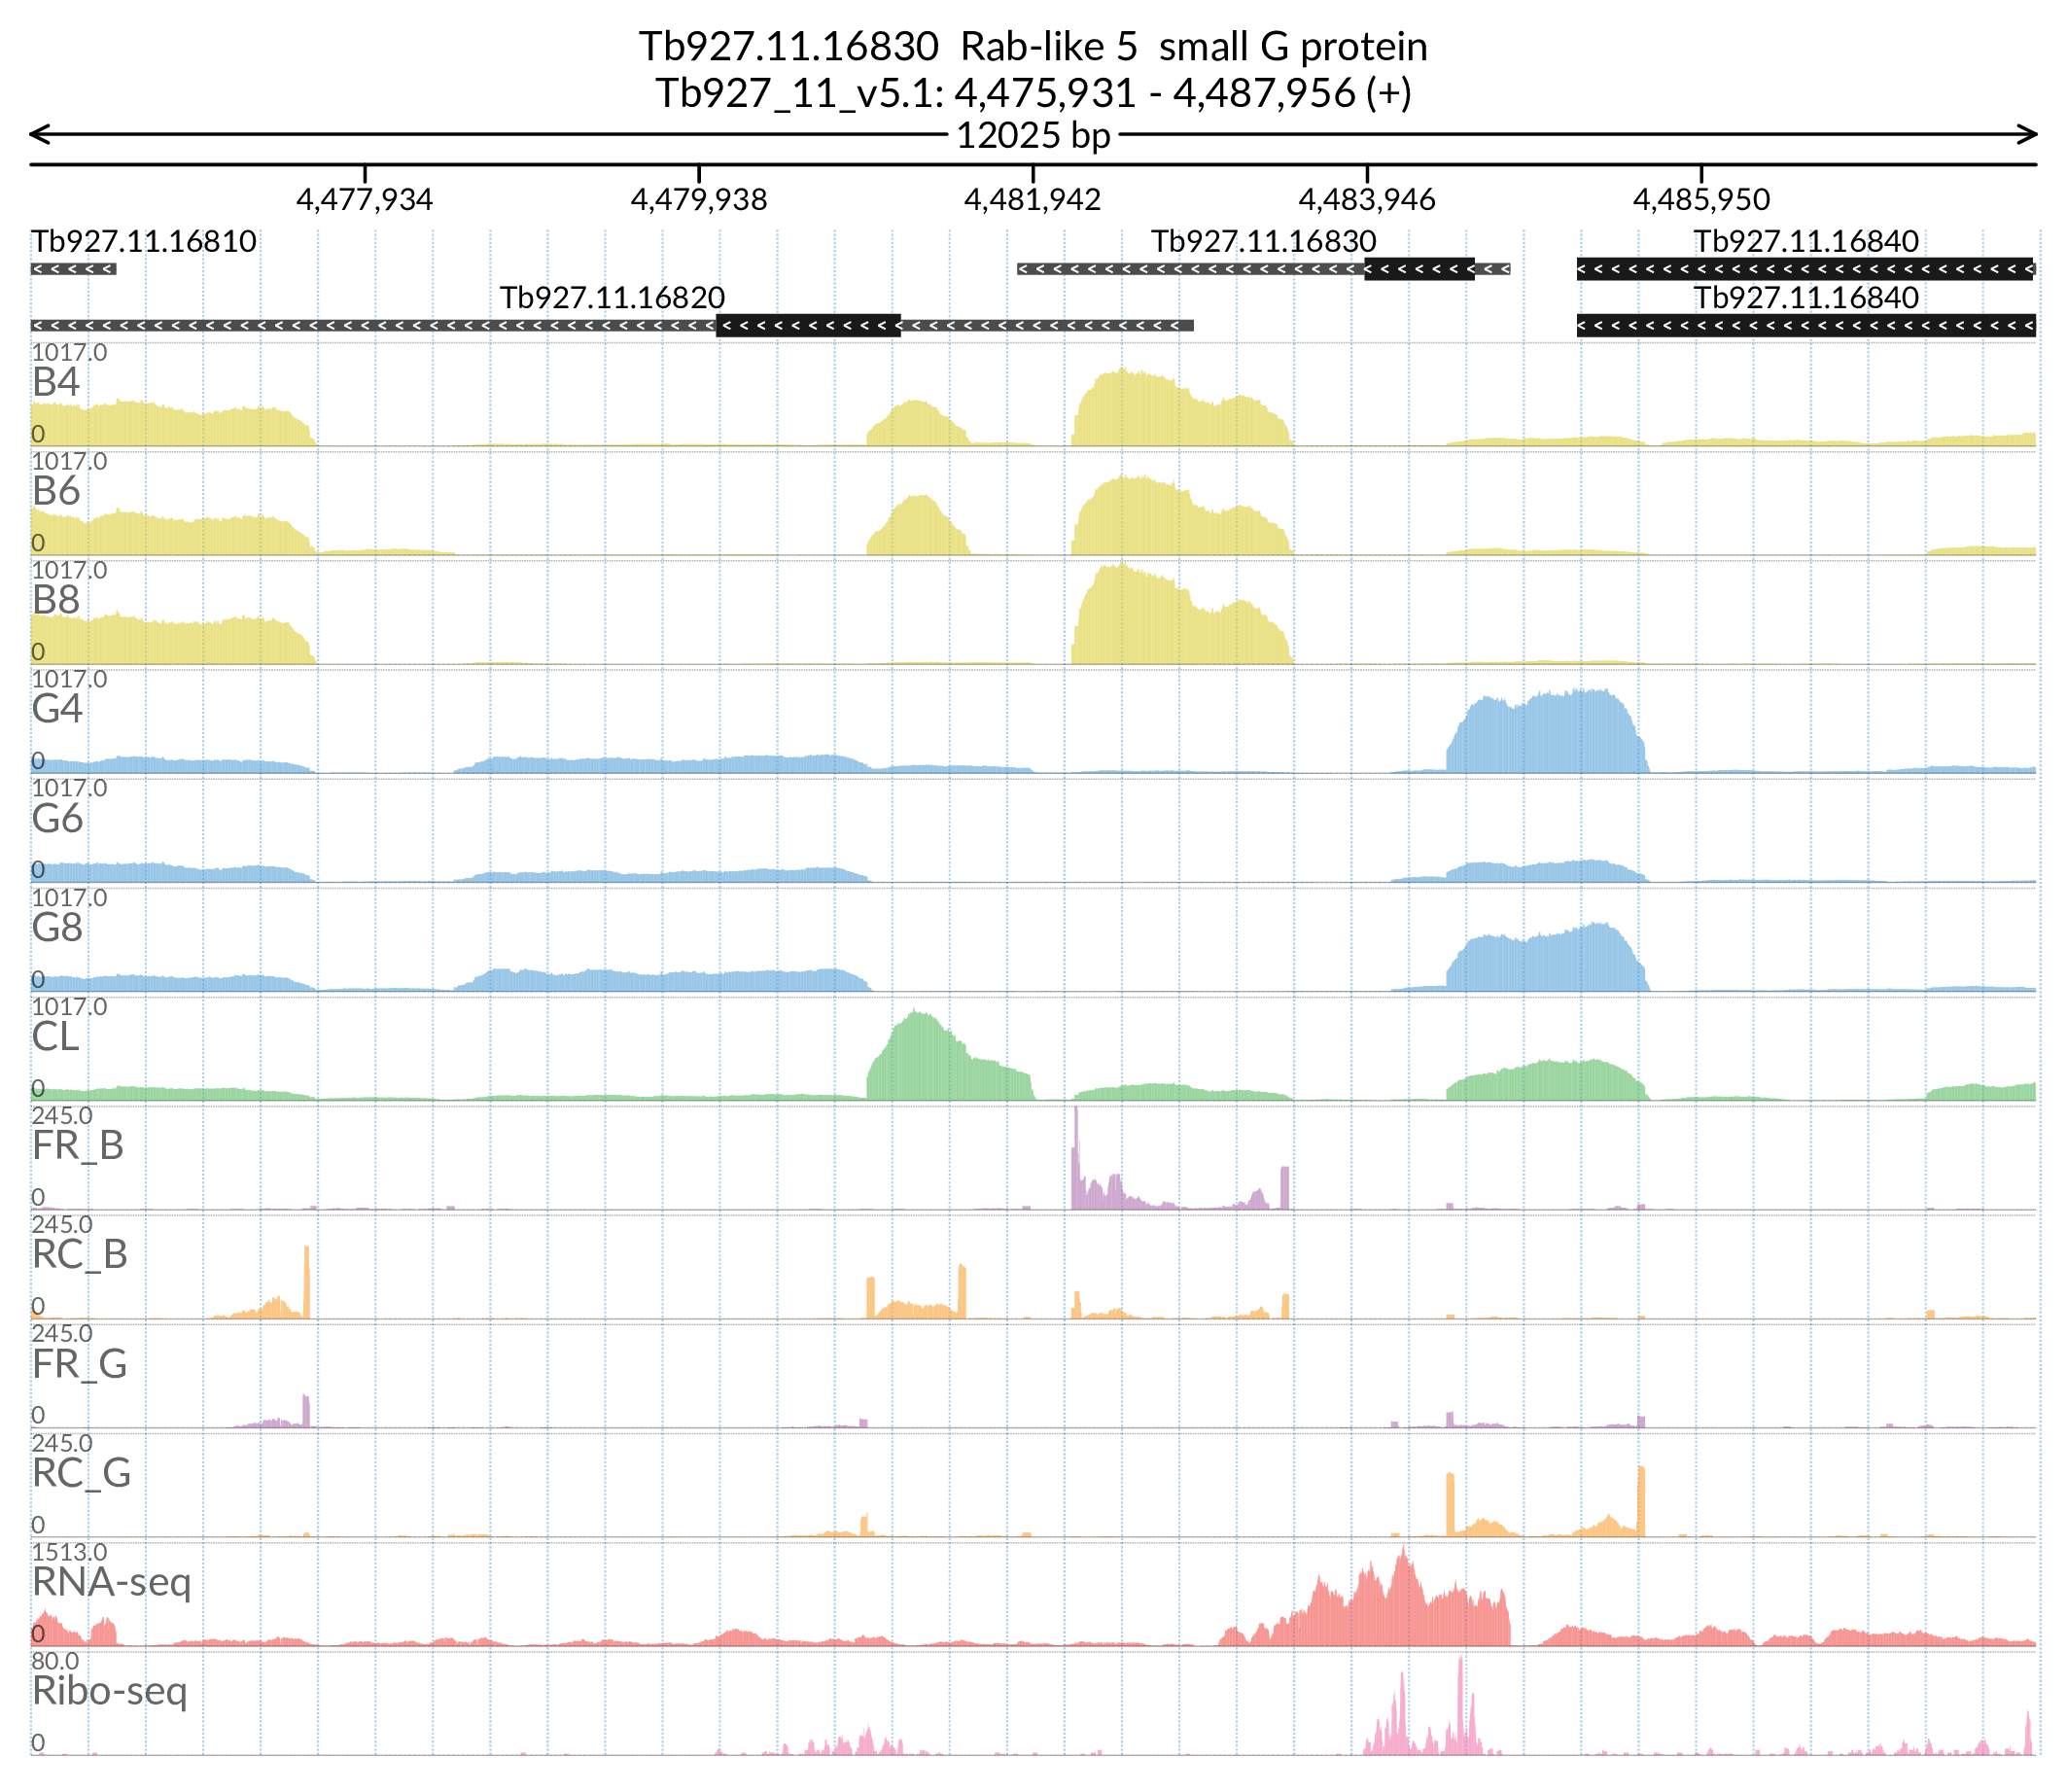 Tb927.11.16830  Rab-like 5  small G protein
Tb927_11_v5.1: 4,475,931 - 4,487,956 (+)
12025 bp
4,477,934 4,479,938 4,481,942 4,483,946 4,485,950
Tb927.11.16810 Tb927.11.16830 Tb927.11.16840
Tb927.11.16820 Tb927.11.16840
1017.0
B4
0
1017.0
B6
0
1017.0
B8
0
1017.0
G4
0
1017.0
G6
0
1017.0
G8
0
1017.0
CL
0
245.0
FR_B
0
245.0
RC_B
0
245.0
FR_G
0
245.0
RC_G
0
1513.0
RNA-seq
0
80.0
Ribo-seq
0